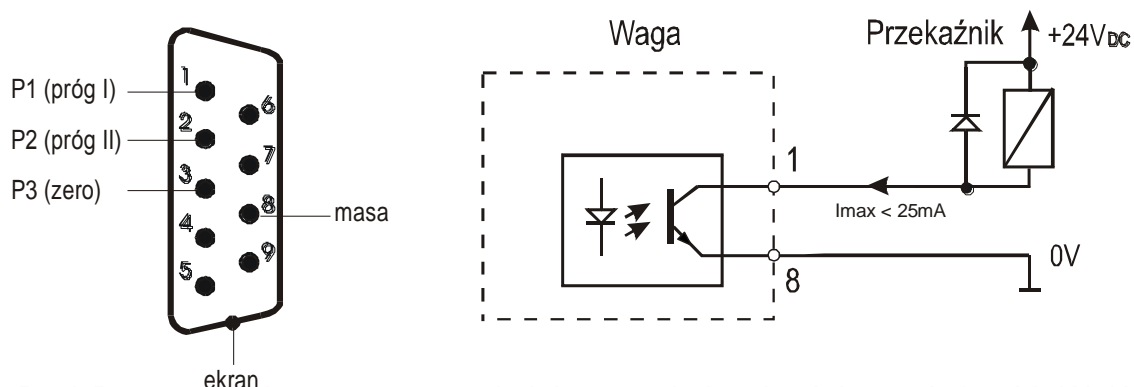 1
P1 (próg I)
6
2
P2 (próg II)
7
3
P3 (zero)
8
masa
4
9
5
ekran
Waga
Przekaźnik
+24VDC
1
Imax < 25mA
8
0V